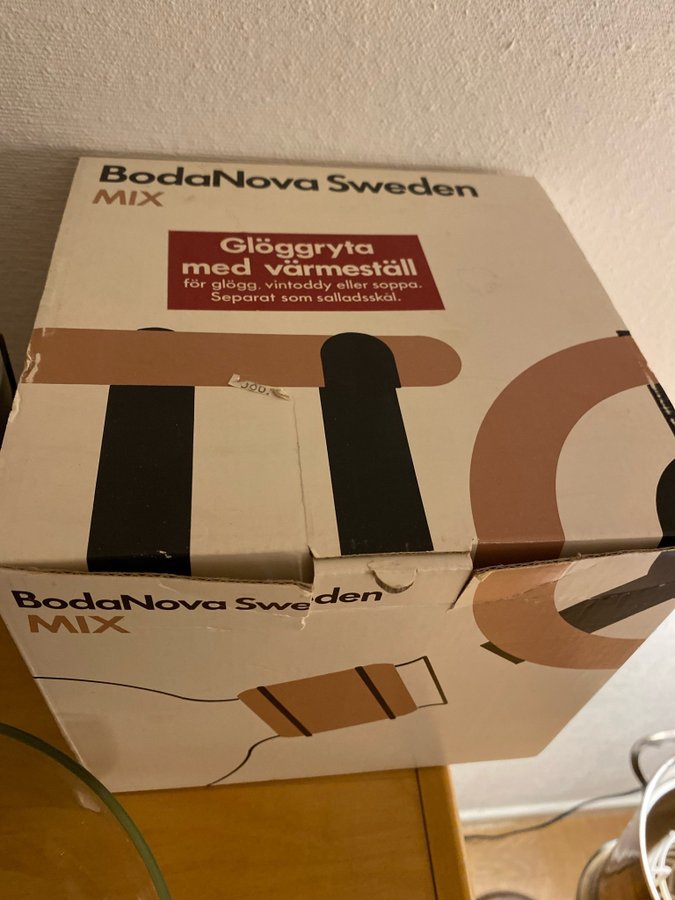 BodaNova Sweden
MIX
Glöggryta
med värmeställ
för glögg, vintoddy eller soppa.
Separat som salladsskål.
BodaNova Sweden
MIX